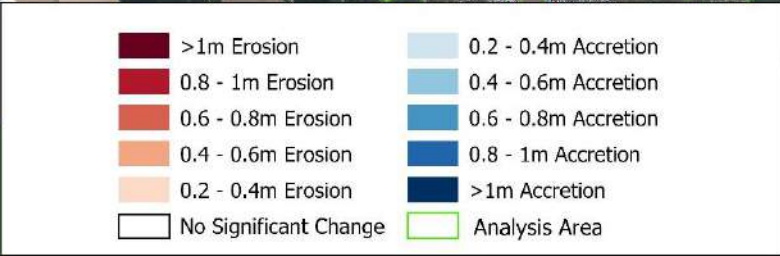 >1m Erosion
0.8 - 1m Erosion
0.6 - 0.8m Erosion
0.4 - 0.6m Erosion
0.2 - 0.4m Erosion
No Significant Change
0.2 - 0.4m Accretion
0.4 - 0.6m Accretion
0.6 - 0.8m Accretion
0.8 - 1m Accretion
>1m Accretion
Analysis Area